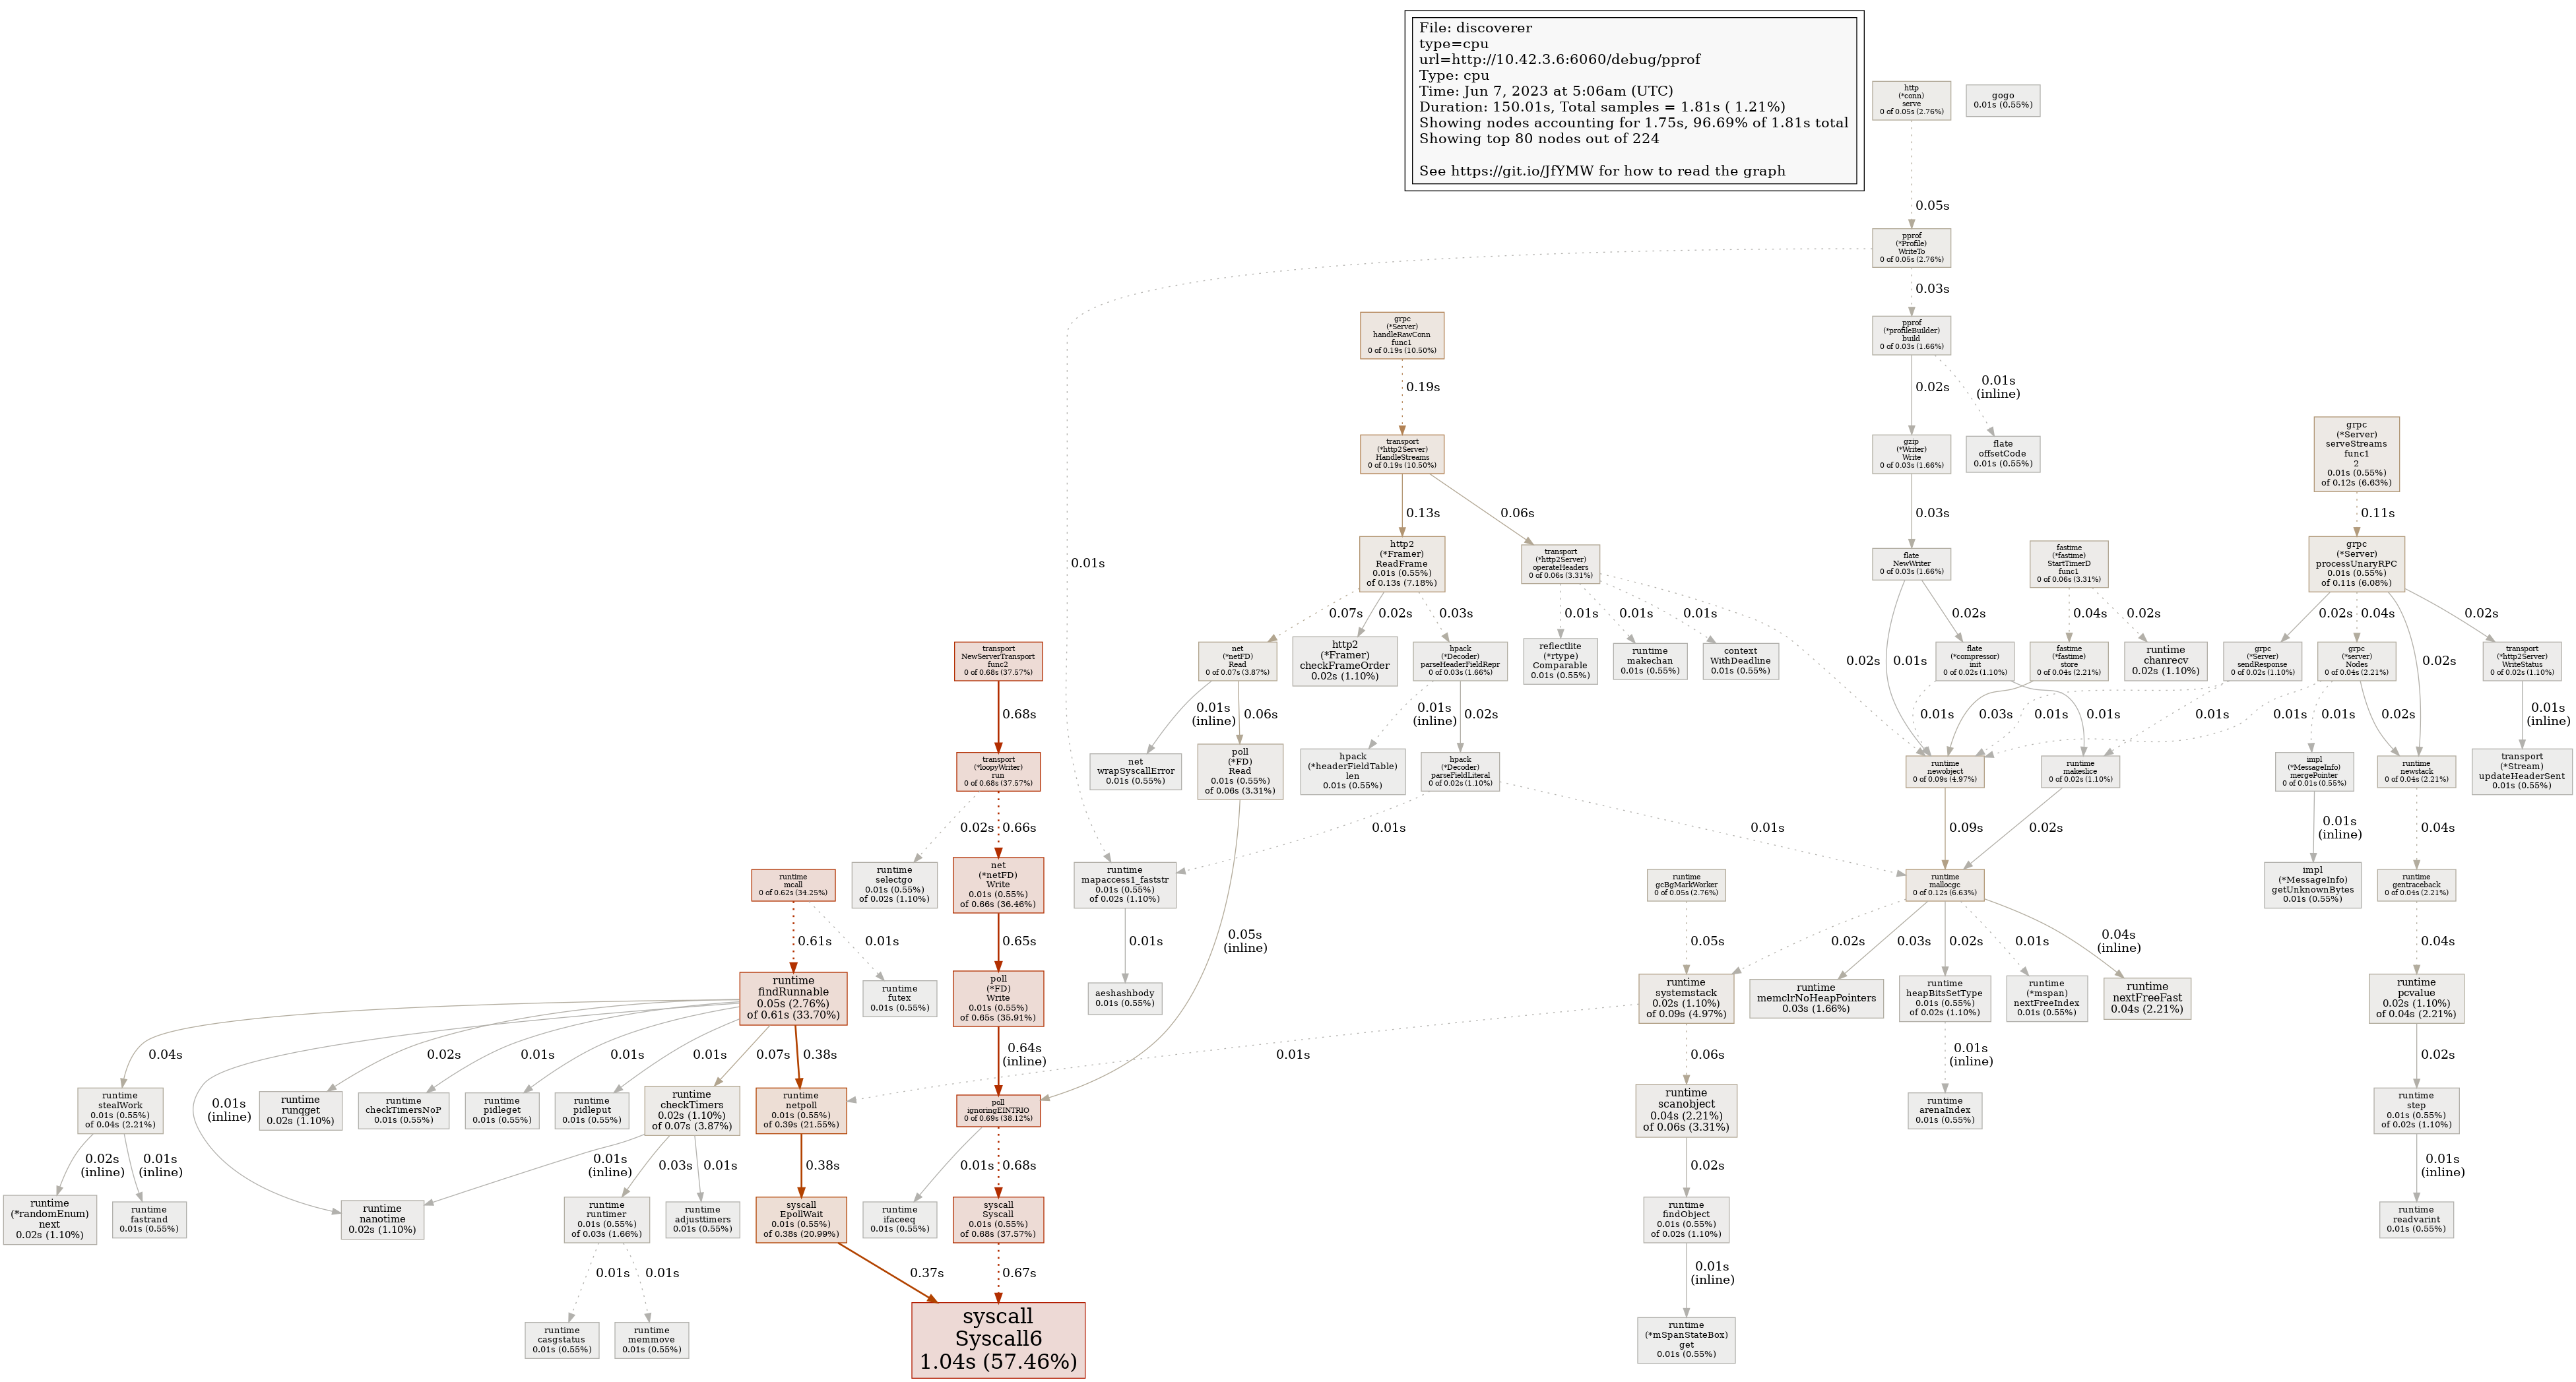 File: discoverer
type=cpu
url=http://10.42.3.6:6060/debug/pprof
Type: cpu
Time: Jun 7, 2023 at 5:06am (UTC)
Duration: 150.01s, Total samples = 1.81s ( 1.21%)
Showing nodes accounting for 1.75s, 96.69% of 1.81s total
Showing top 80 nodes out of 224
See https://git.io/JfYMW for how to read the graph
http
(*conn)
serve
0 of 0.05s (2.76%)
gogo
0.01s (0.55%)
0.05s
pprof
(*Profile)
WriteTo
0 of 0.05s (2.76%)
0.01s
0.03s
grpc
(*Server)
handleRawConn
func1
0 of 0.19s (10.50%)
pprof
(*profileBuilder)
build
0 of 0.03s (1.66%)
0.19s
0.02s
0.01s
(inline)
transport
(*http2Server)
HandleStreams
0 of 0.19s (10.50%)
gzip
(*Writer)
Write
0 of 0.03s (1.66%)
flate
offsetCode
0.01s (0.55%)
grpc
(*Server)
serveStreams
func1
2
0.01s (0.55%)
of 0.12s (6.63%)
0.13s
0.06s
0.03s
0.11s
http2
(*Framer)
ReadFrame
0.01s (0.55%)
of 0.13s (7.18%)
transport
(*http2Server)
operateHeaders
0 of 0.06s (3.31%)
flate
NewWriter
0 of 0.03s (1.66%)
fastime
(*fastime)
StartTimerD
func1
0 of 0.06s (3.31%)
grpc
(*Server)
processUnaryRPC
0.01s (0.55%)
of 0.11s (6.08%)
0.07s
0.02s
0.03s
0.01s
0.01s
0.01s
0.02s
0.01s
0.02s
0.04s
0.02s
0.02s
0.04s
0.02s
0.02s
transport
NewServerTransport
func2
0 of 0.68s (37.57%)
net
(*netFD)
Read
0 of 0.07s (3.87%)
http2
(*Framer)
checkFrameOrder
0.02s (1.10%)
hpack
(*Decoder)
parseHeaderFieldRepr
0 of 0.03s (1.66%)
reflectlite
(*rtype)
Comparable
0.01s (0.55%)
runtime
makechan
0.01s (0.55%)
context
WithDeadline
0.01s (0.55%)
flate
(*compressor)
init
0 of 0.02s (1.10%)
fastime
(*fastime)
store
0 of 0.04s (2.21%)
runtime
chanrecv
0.02s (1.10%)
grpc
(*Server)
sendResponse
0 of 0.02s (1.10%)
grpc
(*server)
Nodes
0 of 0.04s (2.21%)
transport
(*http2Server)
WriteStatus
0 of 0.02s (1.10%)
0.68s
0.01s
(inline)
0.06s
0.01s
(inline)
0.02s
0.01s
0.03s
0.01s
0.01s
0.01s
0.01s
0.01s
0.02s
0.01s
(inline)
transport
(*loopyWriter)
run
0 of 0.68s (37.57%)
net
wrapSyscallError
0.01s (0.55%)
poll
(*FD)
Read
0.01s (0.55%)
of 0.06s (3.31%)
hpack
(*headerFieldTable)
len
0.01s (0.55%)
hpack
(*Decoder)
parseFieldLiteral
0 of 0.02s (1.10%)
runtime
newobject
0 of 0.09s (4.97%)
runtime
makeslice
0 of 0.02s (1.10%)
impl
(*MessageInfo)
mergePointer
0 of 0.01s (0.55%)
runtime
newstack
0 of 0.04s (2.21%)
transport
(*Stream)
updateHeaderSent
0.01s (0.55%)
0.02s
0.66s
0.01s
0.01s
0.09s
0.02s
0.01s
(inline)
0.04s
runtime
mcall
0 of 0.62s (34.25%)
runtime
selectgo
0.01s (0.55%)
of 0.02s (1.10%)
net
(*netFD)
Write
0.01s (0.55%)
of 0.66s (36.46%)
runtime
mapaccess1_faststr
0.01s (0.55%)
of 0.02s (1.10%)
runtime
gcBgMarkWorker
0 of 0.05s (2.76%)
runtime
mallocgc
0 of 0.12s (6.63%)
impl
(*MessageInfo)
getUnknownBytes
0.01s (0.55%)
runtime
gentraceback
0 of 0.04s (2.21%)
0.61s
0.01s
0.65s
0.01s
0.05s
(inline)
0.05s
0.02s
0.03s
0.02s
0.01s
0.04s
(inline)
0.04s
runtime
findRunnable
0.05s (2.76%)
of 0.61s (33.70%)
runtime
futex
0.01s (0.55%)
poll
(*FD)
Write
0.01s (0.55%)
of 0.65s (35.91%)
aeshashbody
0.01s (0.55%)
runtime
systemstack
0.02s (1.10%)
of 0.09s (4.97%)
runtime
memclrNoHeapPointers
0.03s (1.66%)
runtime
heapBitsSetType
0.01s (0.55%)
of 0.02s (1.10%)
runtime
(*mspan)
nextFreeIndex
0.01s (0.55%)
runtime
nextFreeFast
0.04s (2.21%)
runtime
pcvalue
0.02s (1.10%)
of 0.04s (2.21%)
0.04s
0.01s
(inline)
0.02s
0.01s
0.01s
0.01s
0.07s
0.38s
0.64s
(inline)
0.01s
0.06s
0.01s
(inline)
0.02s
runtime
stealWork
0.01s (0.55%)
of 0.04s (2.21%)
runtime
runqget
0.02s (1.10%)
runtime
checkTimersNoP
0.01s (0.55%)
runtime
pidleget
0.01s (0.55%)
runtime
pidleput
0.01s (0.55%)
runtime
checkTimers
0.02s (1.10%)
of 0.07s (3.87%)
runtime
netpoll
0.01s (0.55%)
of 0.39s (21.55%)
poll
ignoringEINTRIO
0 of 0.69s (38.12%)
runtime
scanobject
0.04s (2.21%)
of 0.06s (3.31%)
runtime
arenaIndex
0.01s (0.55%)
runtime
step
0.01s (0.55%)
of 0.02s (1.10%)
0.02s
(inline)
0.01s
(inline)
0.01s
(inline)
0.03s
0.01s
0.38s
0.01s
0.68s
0.02s
0.01s
(inline)
runtime
(*randomEnum)
next
0.02s (1.10%)
runtime
fastrand
0.01s (0.55%)
runtime
nanotime
0.02s (1.10%)
runtime
runtimer
0.01s (0.55%)
of 0.03s (1.66%)
runtime
adjusttimers
0.01s (0.55%)
syscall
EpollWait
0.01s (0.55%)
of 0.38s (20.99%)
runtime
ifaceeq
0.01s (0.55%)
syscall
Syscall
0.01s (0.55%)
of 0.68s (37.57%)
runtime
findObject
0.01s (0.55%)
of 0.02s (1.10%)
runtime
readvarint
0.01s (0.55%)
0.01s
0.01s
0.37s
0.67s
0.01s
(inline)
runtime
casgstatus
0.01s (0.55%)
runtime
memmove
0.01s (0.55%)
syscall
Syscall6
1.04s (57.46%)
runtime
(*mSpanStateBox)
get
0.01s (0.55%)